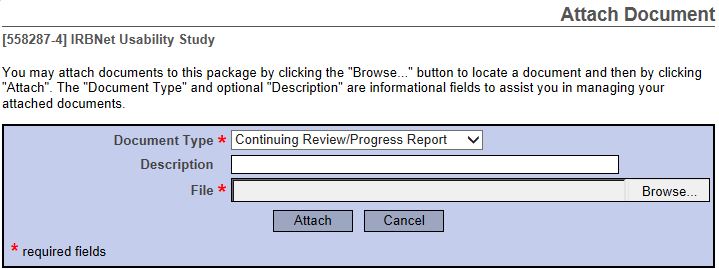 Attach Document
[558287-4] IRBNet Usability Study
You may attach documents to this package by clicking the "Browse..." button to locate a document and then by clicking
"Attach". The "Document Type" and optional "Description" are informational fields to assist you in managing your
attached documents.
Document Type * Continuing Review/Progress Report
Description
File * Browse...
Attach Cancel
* required fields